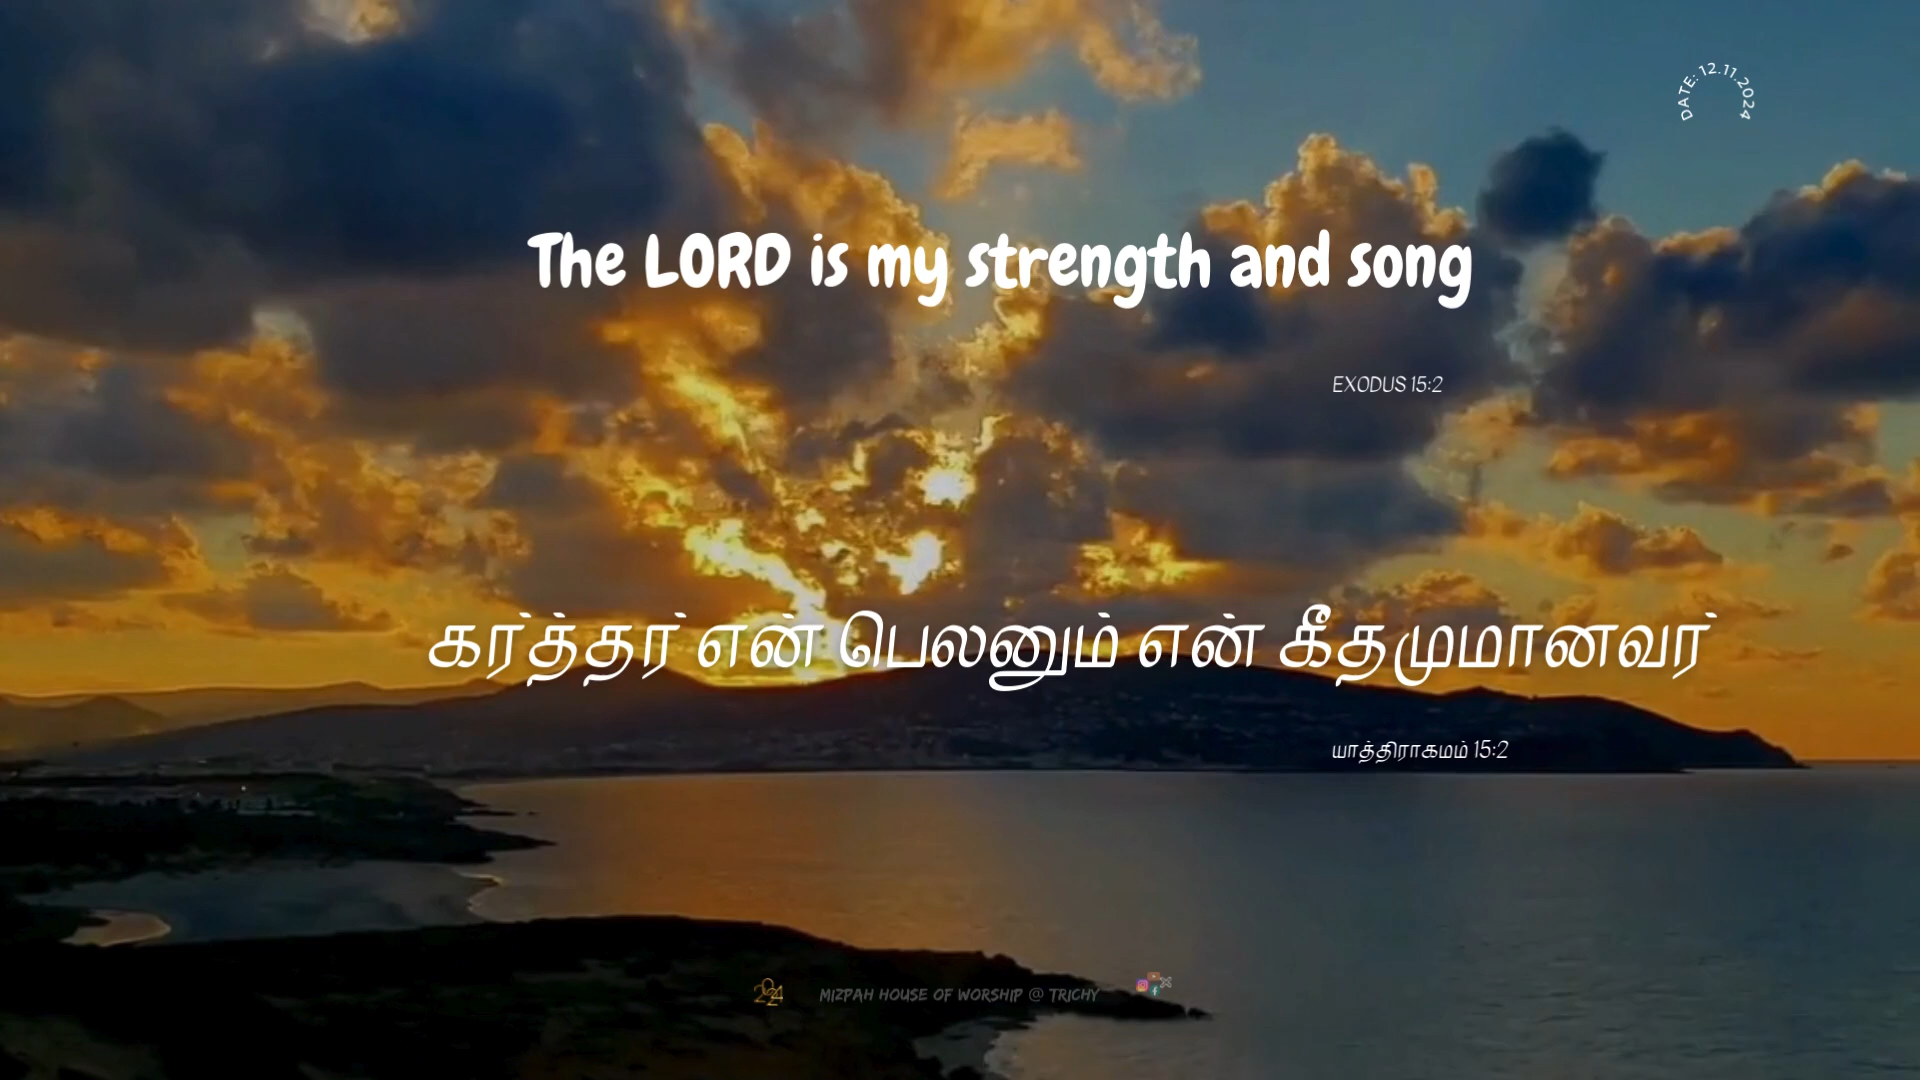 DATE: 12.11.2024
The LORD is my strength and song
EXODUS 15:2
கர்த்தர் என் பெலனும் என் கீதமுமானவர்
யாத்திராகமம் 15:2
2024 MIZPAH HOUSE OF WORSHIP @ TRICHY